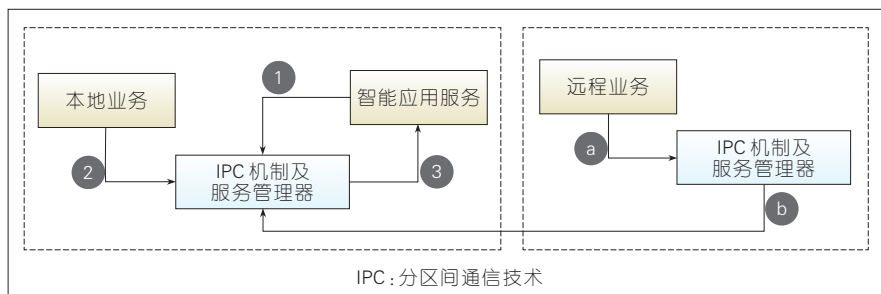 1
本地业务
智能应用服务
2
IPC 机制及
服务管理器
3
远程业务
a
IPC 机制及
服务管理器
b
IPC：分区间通信技术